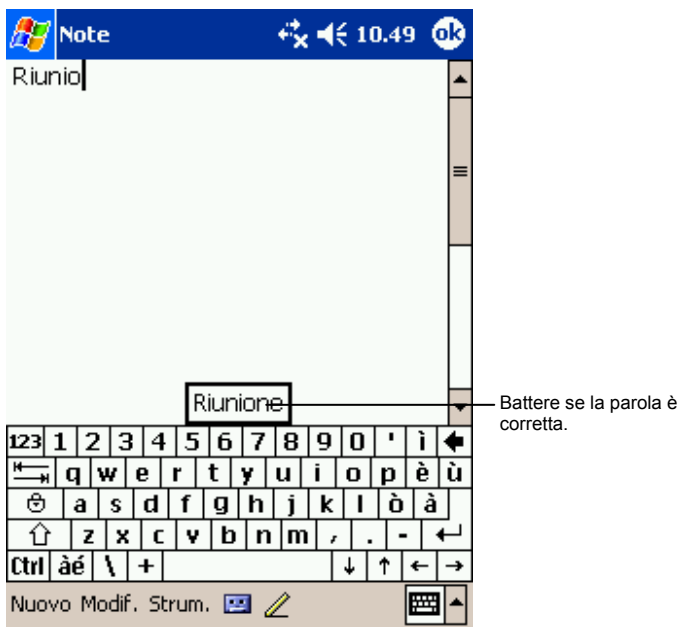 Note 10.49 ok
Riunio
Riunione
Battere se la parola è
corretta.
123 1 2 3 4 5 6 7 8 9 0 ' ì
q w e r t y u i o p è ù
a s d f g h j k l ò à
z x c v b n m , . -
Ctrl àé \ +
Nuovo Modif. Strum.